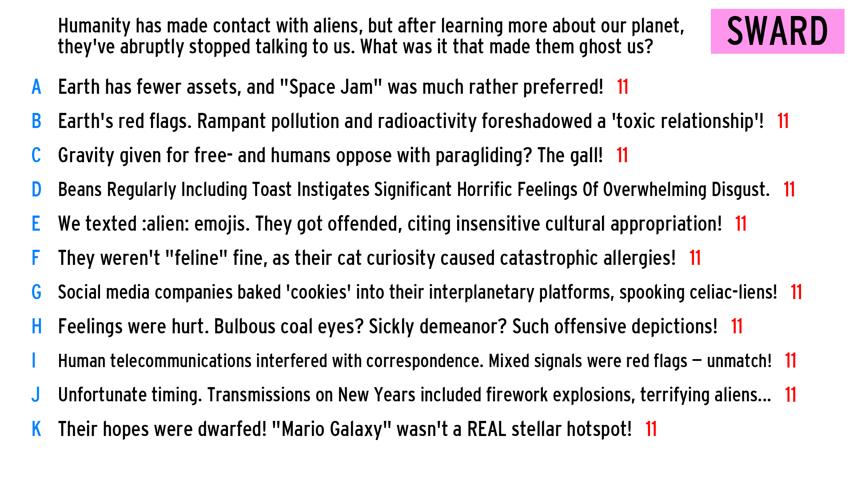 Humanity has made contact with aliens, but after learning more about our planet,
they've abruptly stopped talking to us. What was it that made them ghost us?
SWARD
A Earth has fewer assets, and "Space Jam" was much rather preferred! 11
B Earth's red flags. Rampant pollution and radioactivity foreshadowed a 'toxic relationship'! 11
C Gravity given for free- and humans oppose with paragliding? The gall! 11
D Beans Regularly Including Toast Instigates Significant Horrific Feelings Of Overwhelming Disgust. 11
E We texted :alien: emojis. They got offended, citing insensitive cultural appropriation! 11
F They weren't "feline" fine, as their cat curiosity caused catastrophic allergies! 11
G Social media companies baked 'cookies' into their interplanetary platforms, spooking celiac-liens! 11
H Feelings were hurt. Bulbous coal eyes? Sickly demeanor? Such offensive depictions! 11
I Human telecommunications interfered with correspondence. Mixed signals were red flags – unmatch! 11
J Unfortunate timing. Transmissions on New Years included firework explosions, terrifying aliens... 11
K Their hopes were dwarfed! "Mario Galaxy" wasn't a REAL stellar hotspot! 11